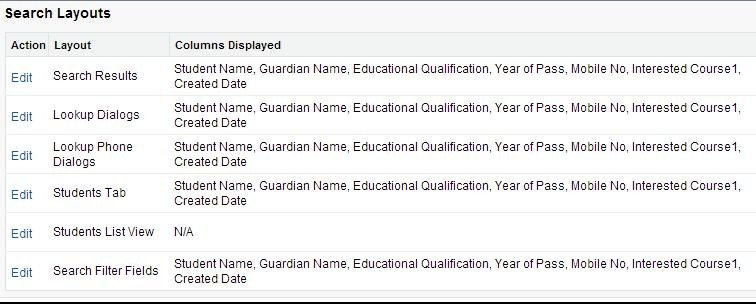 Search Layouts
Action Layout Columns Displayed
Edit Search Results Student Name, Guardian Name, Educational Qualification, Year of Pass, Mobile No, Interested Course1,
Created Date
Edit Lookup Dialogs Student Name, Guardian Name, Educational Qualification, Year of Pass, Mobile No, Interested Course1,
Created Date
Edit Lookup Phone Dialogs Student Name, Guardian Name, Educational Qualification, Year of Pass, Mobile No, Interested Course1,
Created Date
Edit Students Tab Student Name, Guardian Name, Educational Qualification, Year of Pass, Mobile No, Interested Course1,
Created Date
Edit Students List View N/A
Edit Search Filter Fields Student Name, Guardian Name, Educational Qualification, Year of Pass, Mobile No, Interested Course1,
Created Date